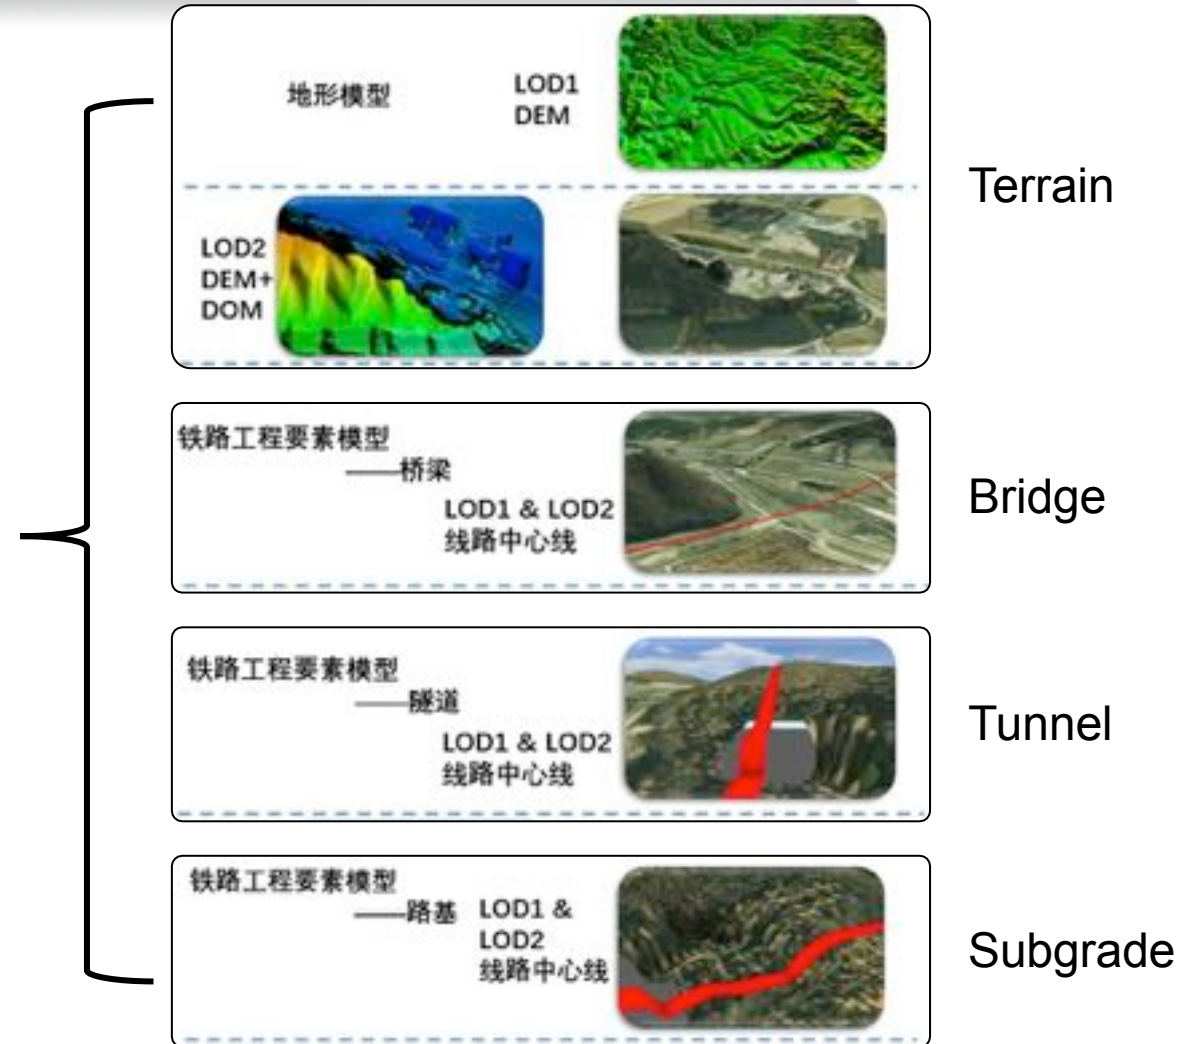 地形模型
LOD1
DEM
Terrain
LOD2
DEM+
DOM
铁路工程要素模型
——桥梁
LOD1 & LOD2
线路中心线
Bridge
铁路工程要素模型
——隧道
LOD1 & LOD2
线路中心线
Tunnel
铁路工程要素模型
——路基
LOD1 &
LOD2
线路中心线
Subgrade